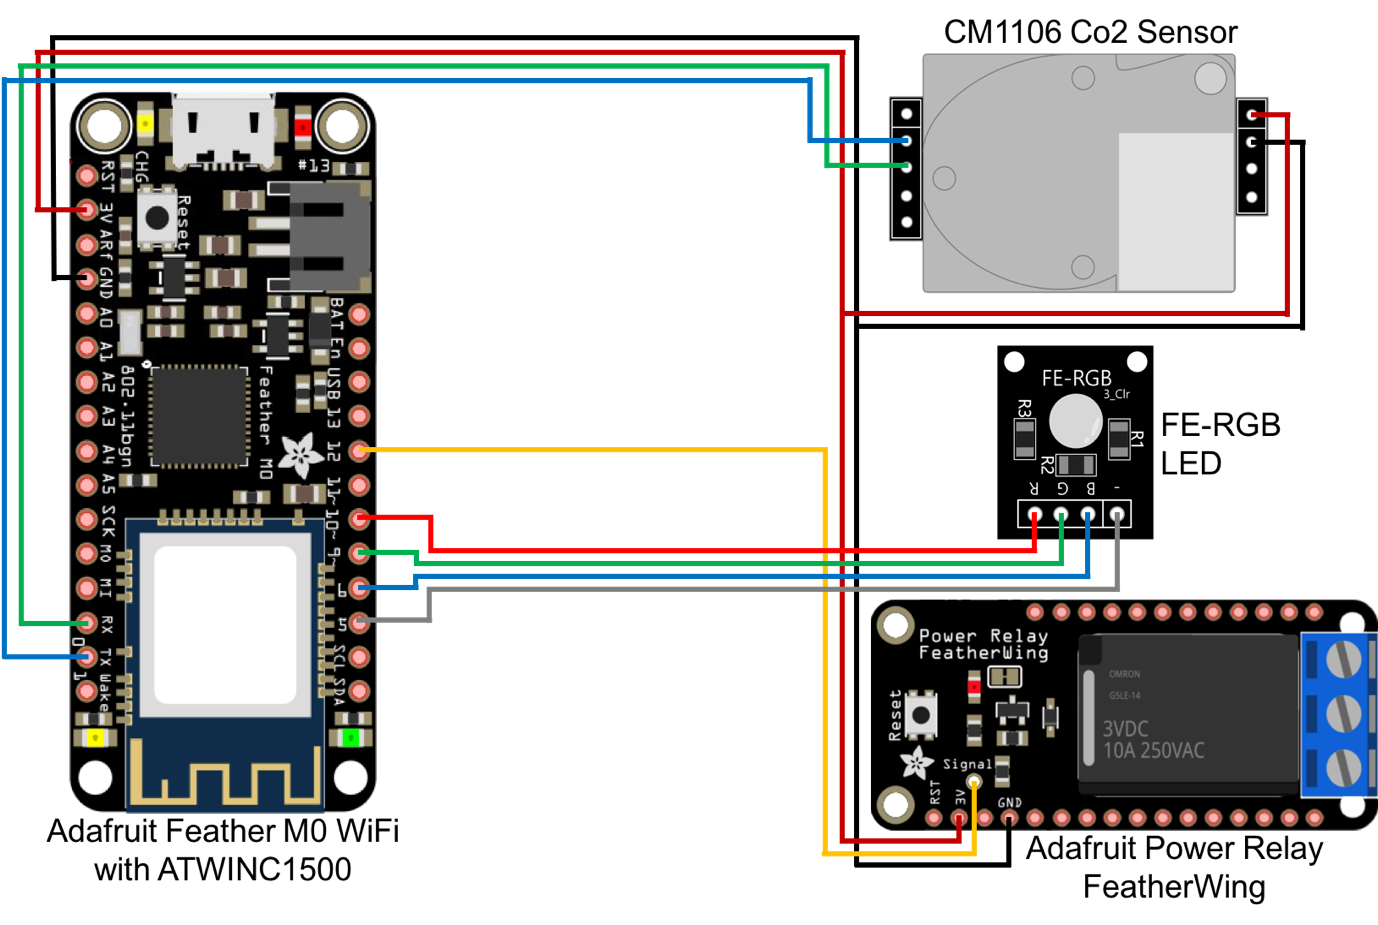 CM1106 Co2 Sensor
CHG
#13
RST
3V
ARf
GND
A0
A1
A2
A3
A4
A5
SCK
M0
MI
RX
0
TX
1
Wake
Reset
802.11bgn
Feather M0
BAT
En
USB
13
12
11~
10~
9~
6
5
SCL
SDA
Adafruit Feather M0 WiFi
with ATWINC1500
FE-RGB
3_Clr
R3
R1
R2
R
G
B
-
FE-RGB
LED
Power Relay
FeatherWing
Reset
Signal
RST
3V
GND
OMRON
G5LE-14
3VDC
10A 250VAC
Adafruit Power Relay
FeatherWing